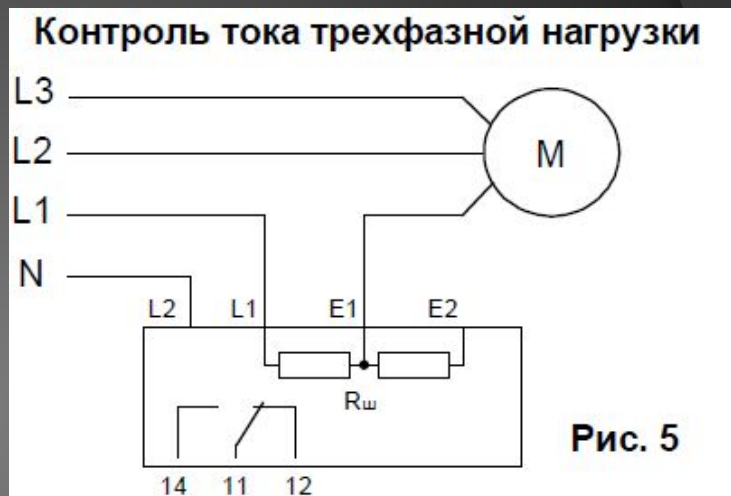 Контроль тока трехфазной нагрузки
L3
L2
M
L1
N
L2 L1 E1 E2
Rш
Рис. 5
14 11 12